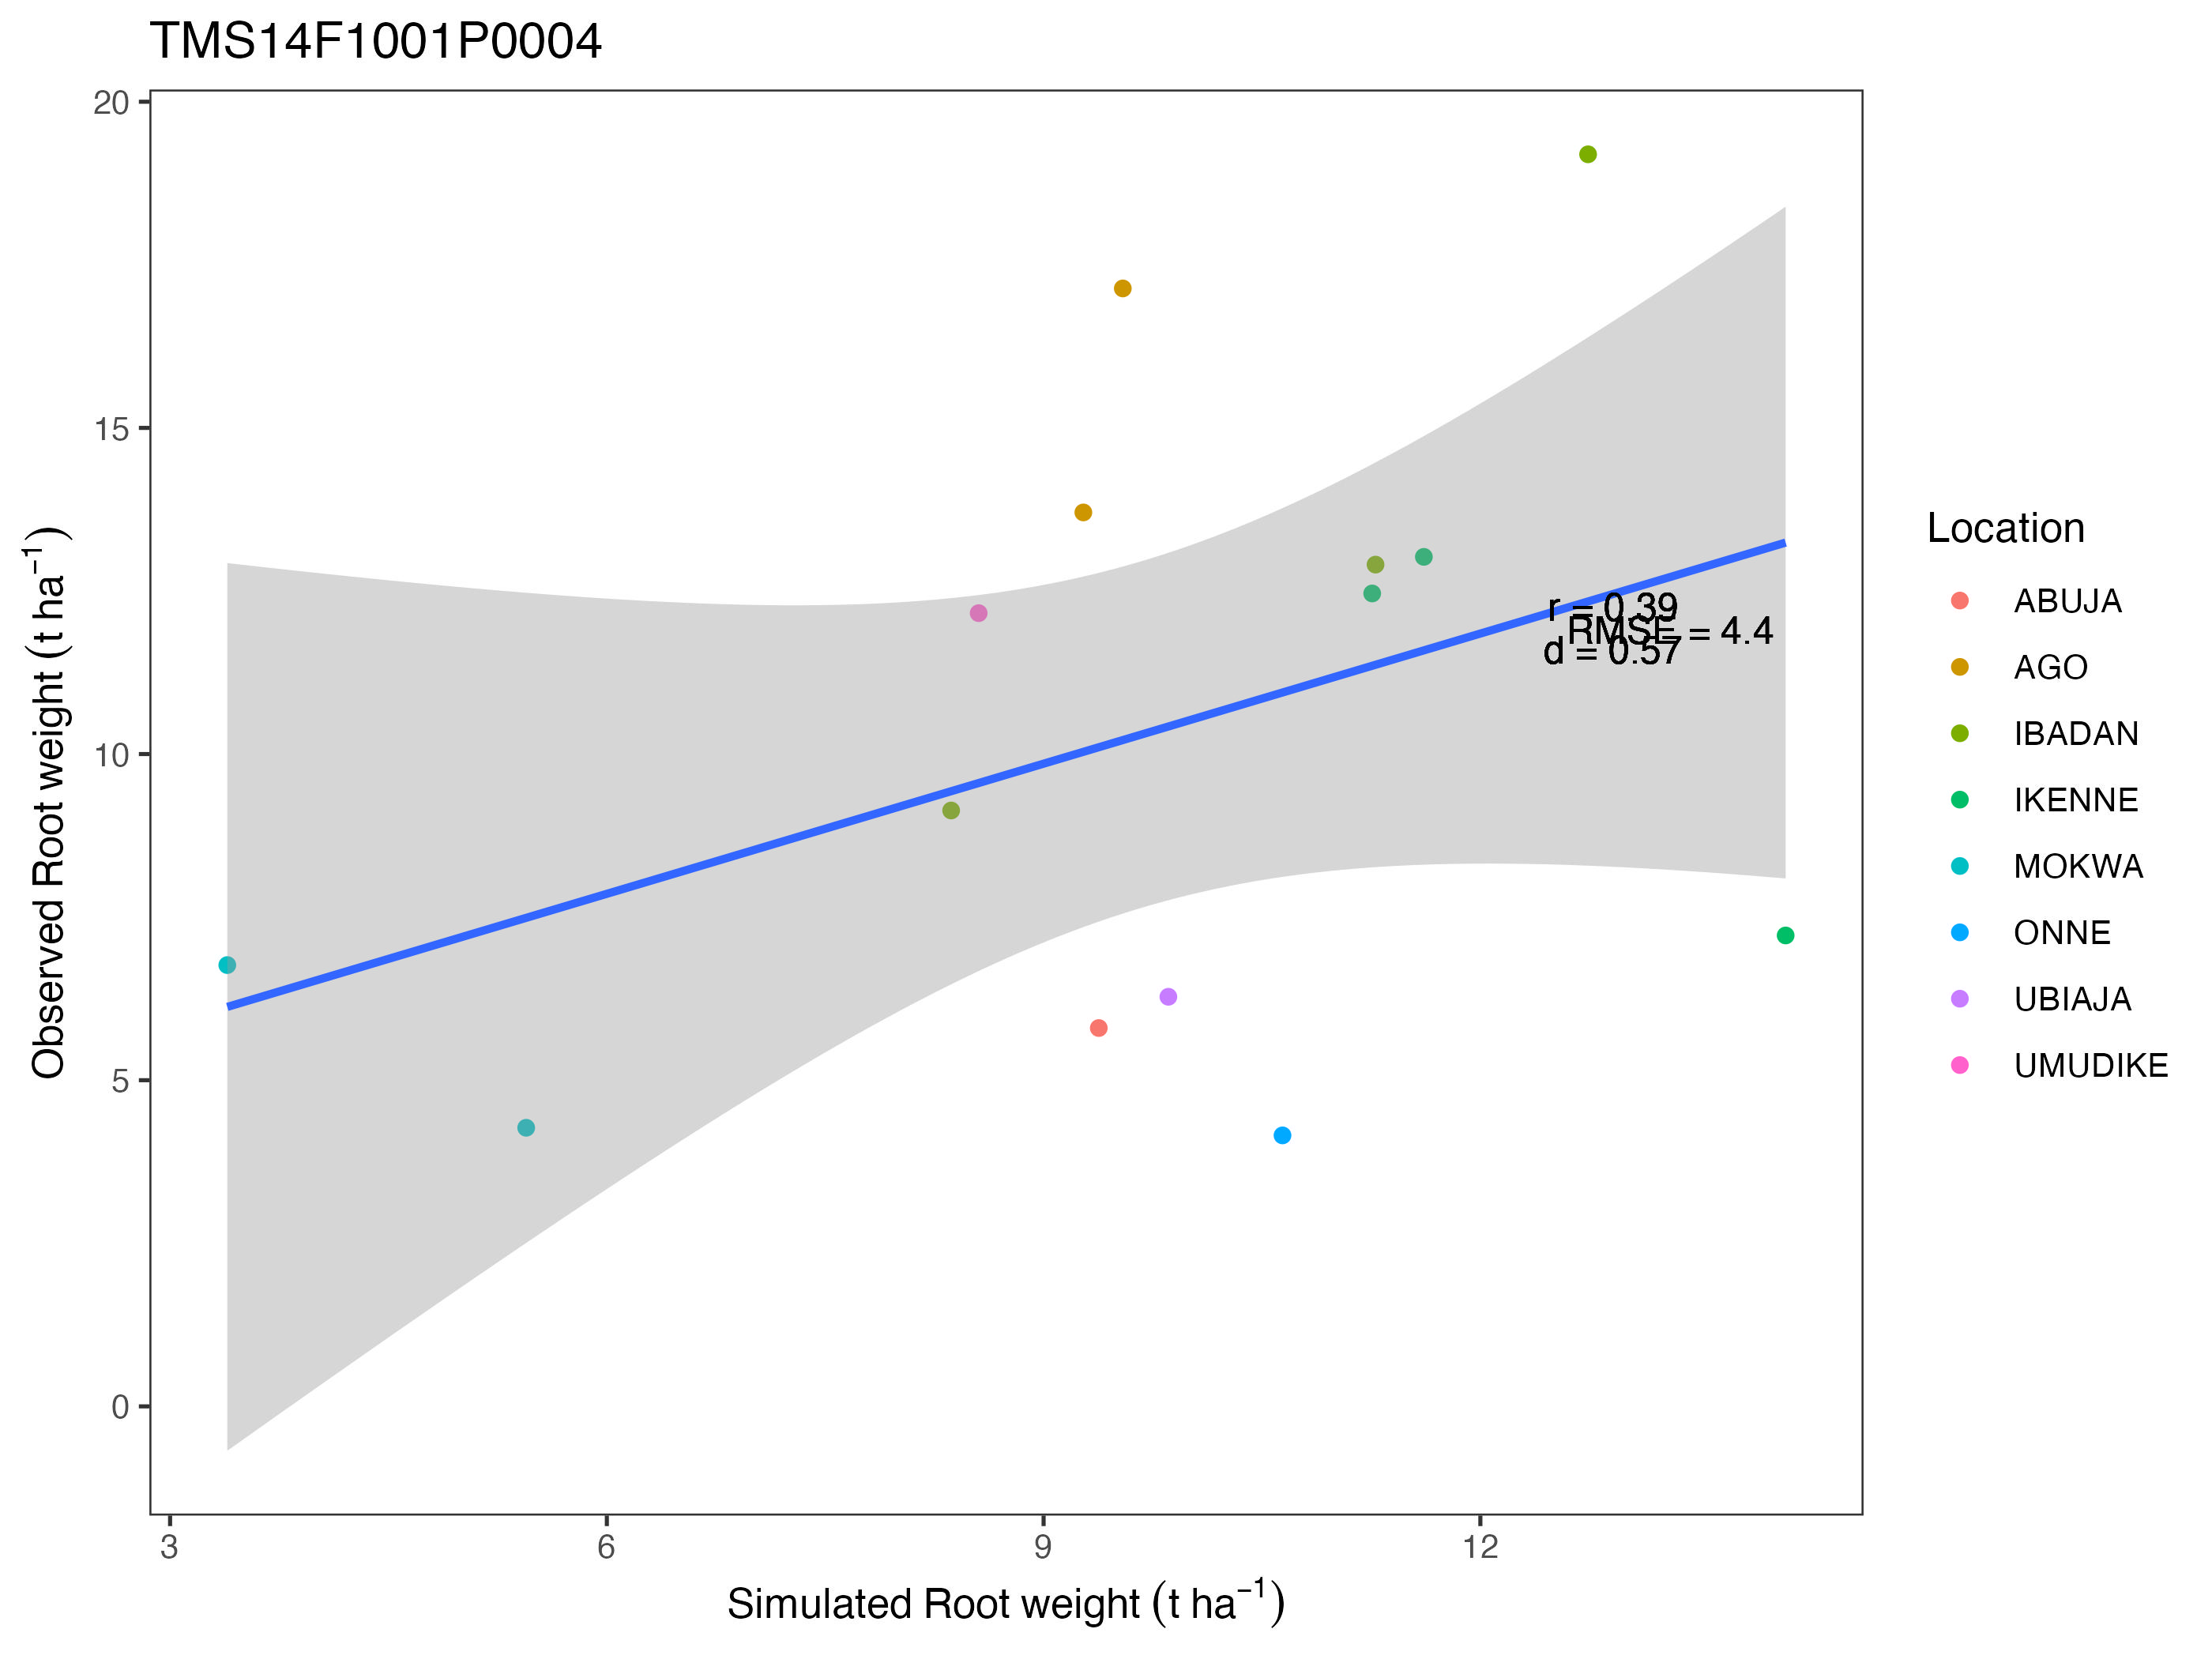 TMS14F1001P0004
20
15
10
5
0
Observed Root weight (t ha⁻¹)
r = 0.39
RMSE = 4.4
d = 0.57
3
6
9
12
Simulated Root weight (t ha⁻¹)
Location
ABUJA
AGO
IBADAN
IKENNE
MOKWA
ONNE
UBIAJA
UMUDIKE